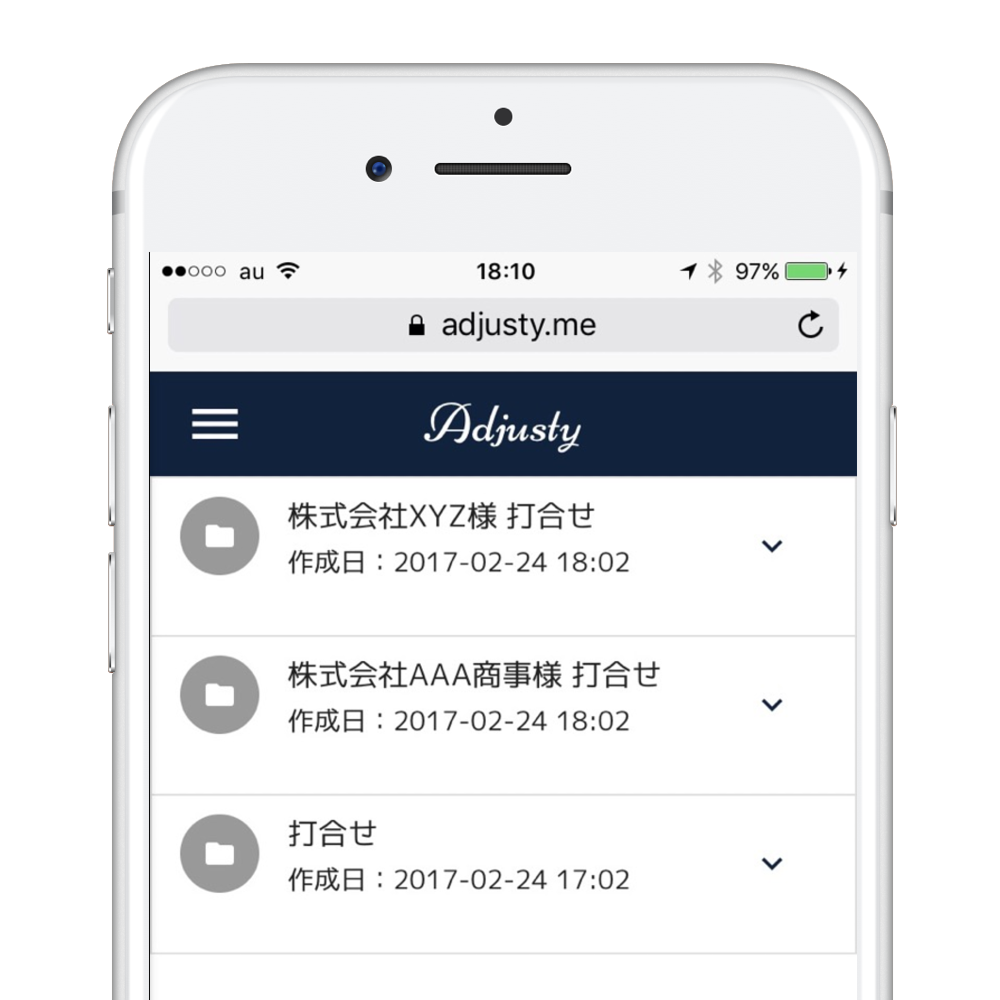 au 18:10 97%
adjusty.me
Adjusty
株式会社XYZ様 打合せ
作成日：2017-02-24 18:02
株式会社AAA商事様 打合せ
作成日：2017-02-24 18:02
打合せ
作成日：2017-02-24 17:02